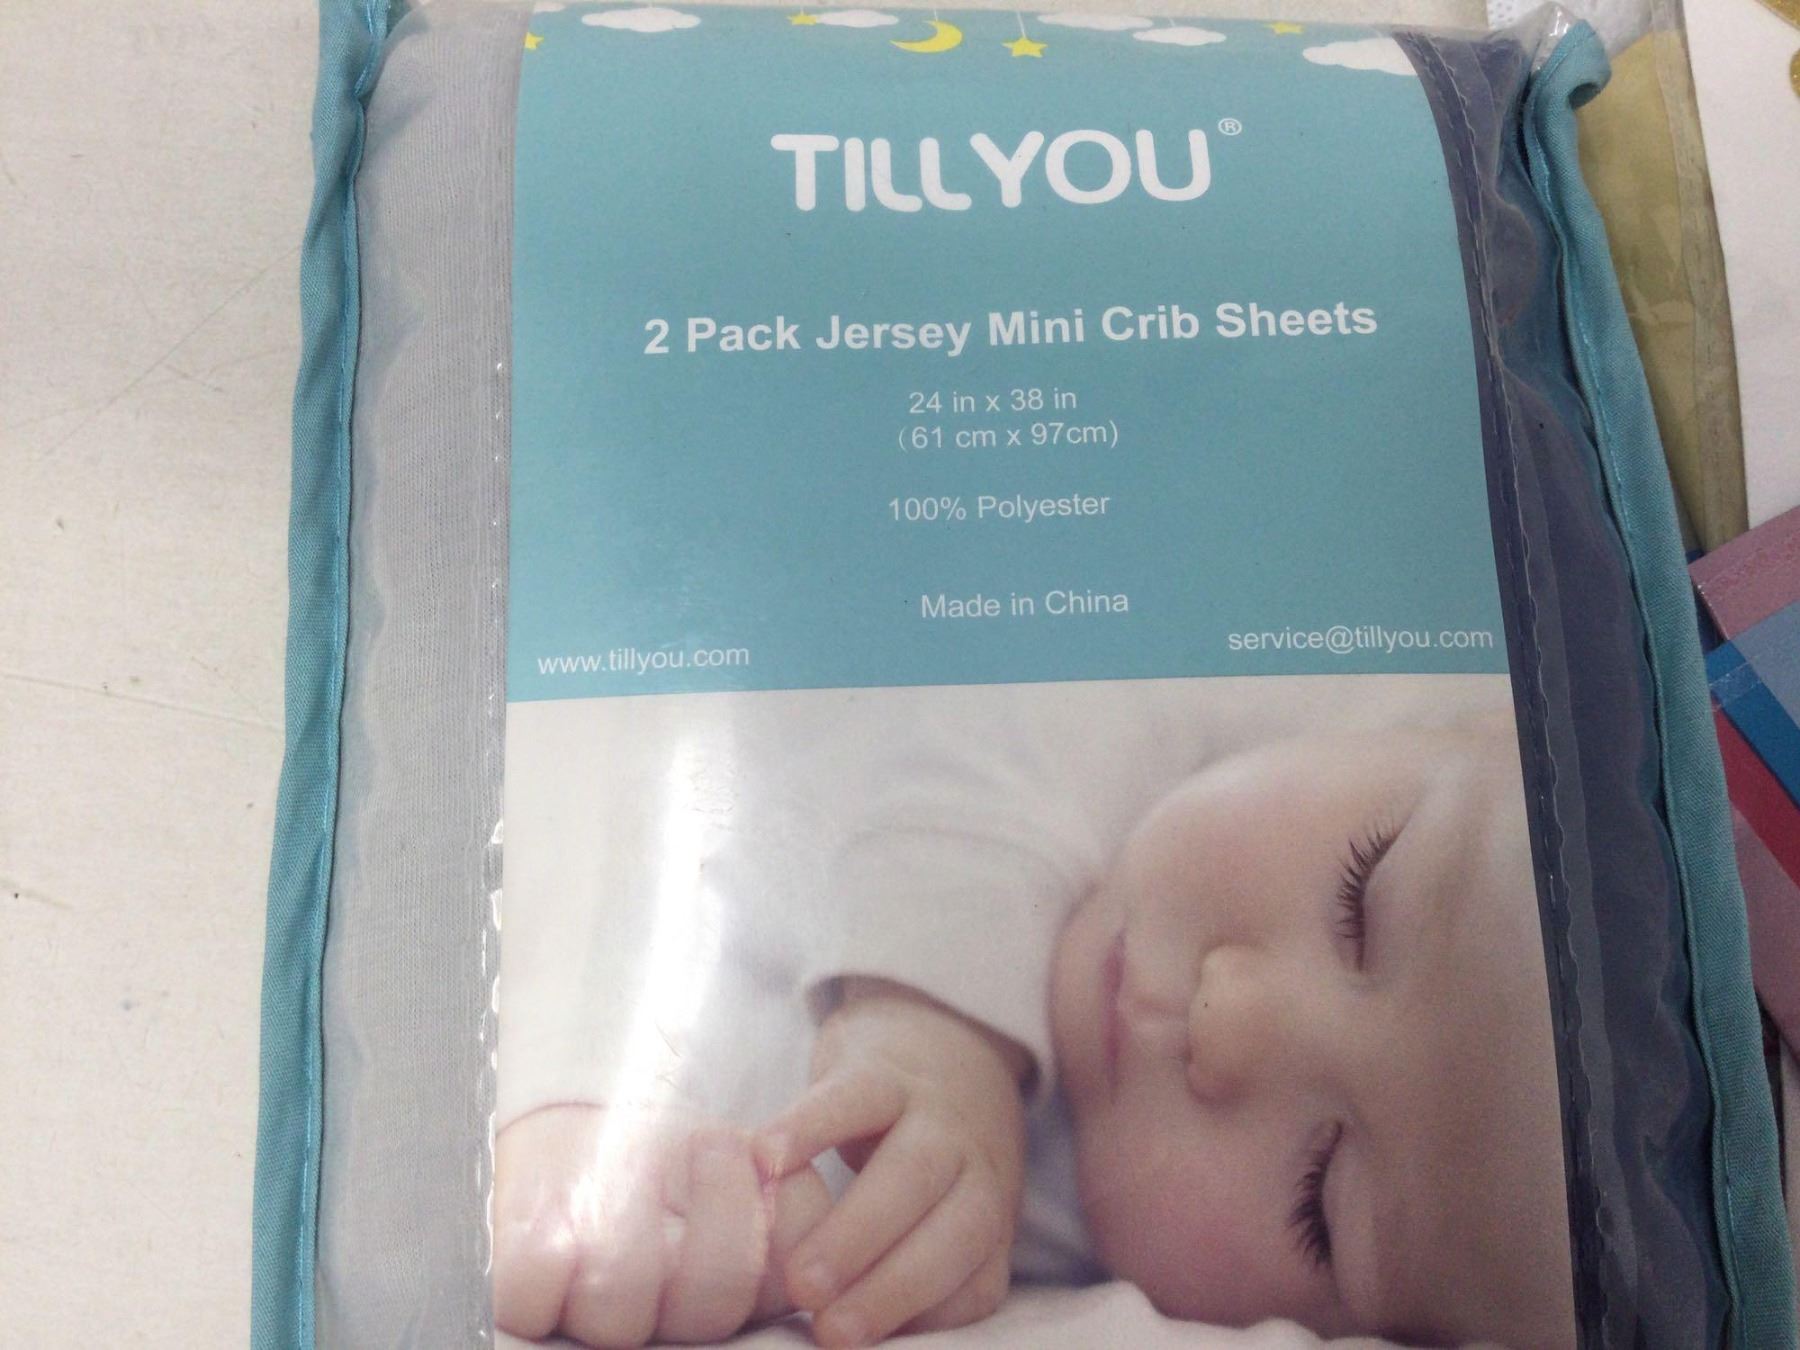 TILLYOU®
2 Pack Jersey Mini Crib Sheets
24 in x 38 in
(61 cm x 97cm)
100% Polyester
Made in China
www.tillyou.com
service@tillyou.com